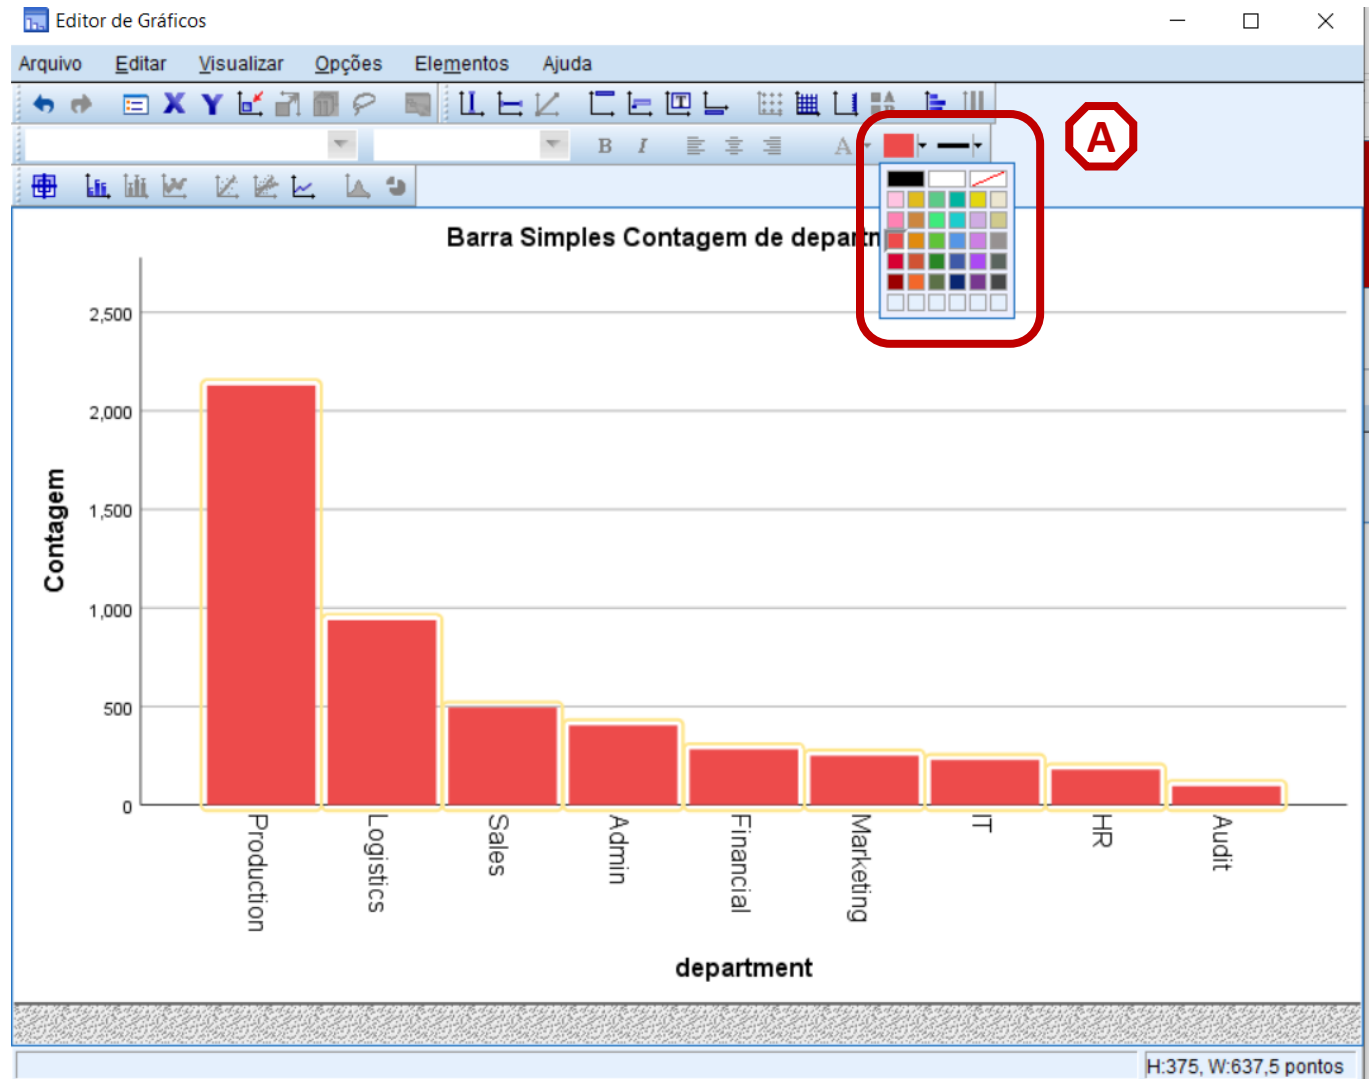 Editor de Gráficos
Arquivo Editar Visualizar Opções Elementos Ajuda
B I A
A
Barra Simples Contagem de departm
2,500
2,000
1,500
1,000
500
0
Contagem
Production Logistics Sales Admin Financial Marketing IT HR Audit
department
H:375, W:637,5 pontos